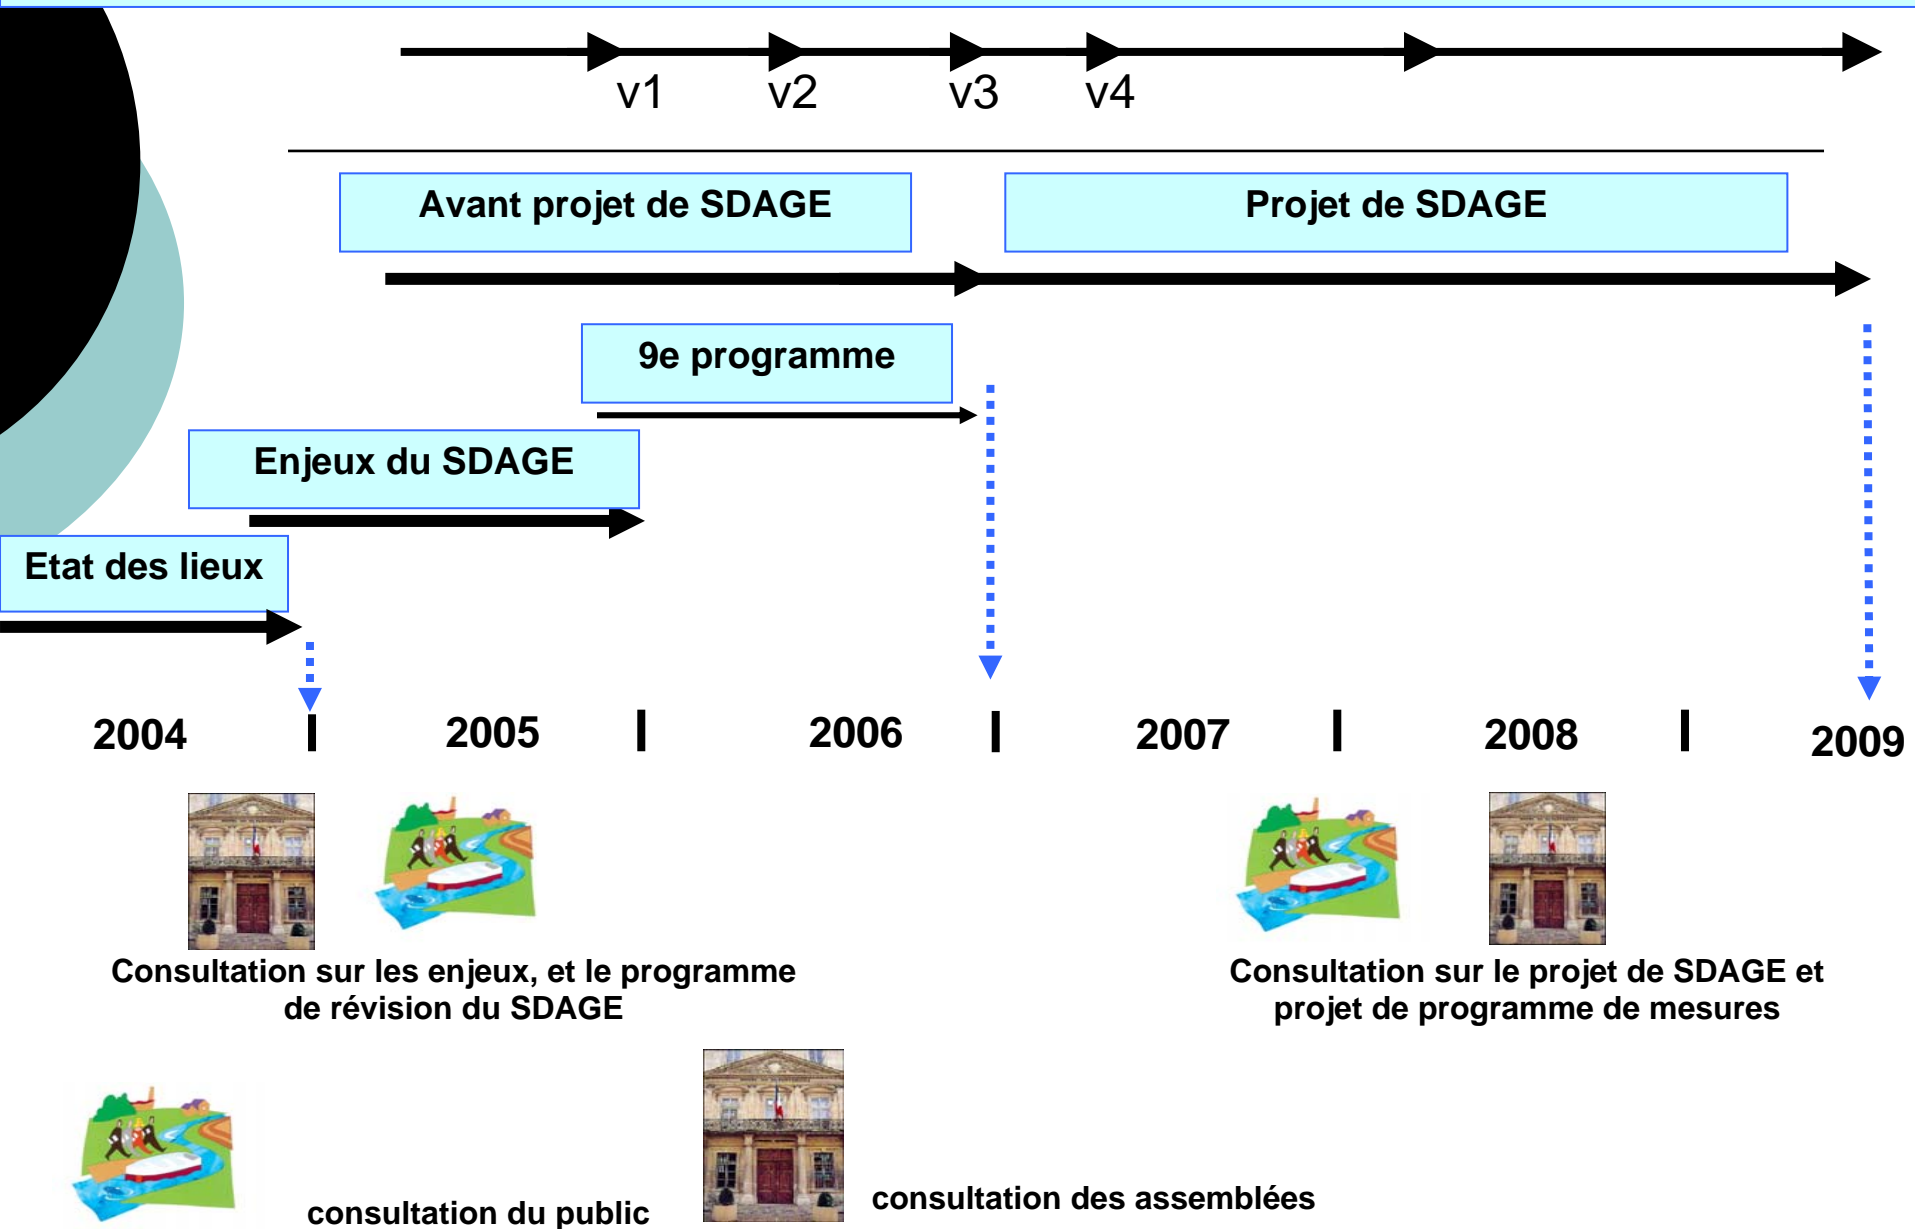 v1 v2 v3 v4
Avant projet de SDAGE
Projet de SDAGE
9e programme
Enjeux du SDAGE
Etat des lieux
2004 2005 2006 2007 2008 2009
Consultation sur les enjeux, et le programme
de révision du SDAGE
Consultation sur le projet de SDAGE et
projet de programme de mesures
consultation du public
consultation des assemblées